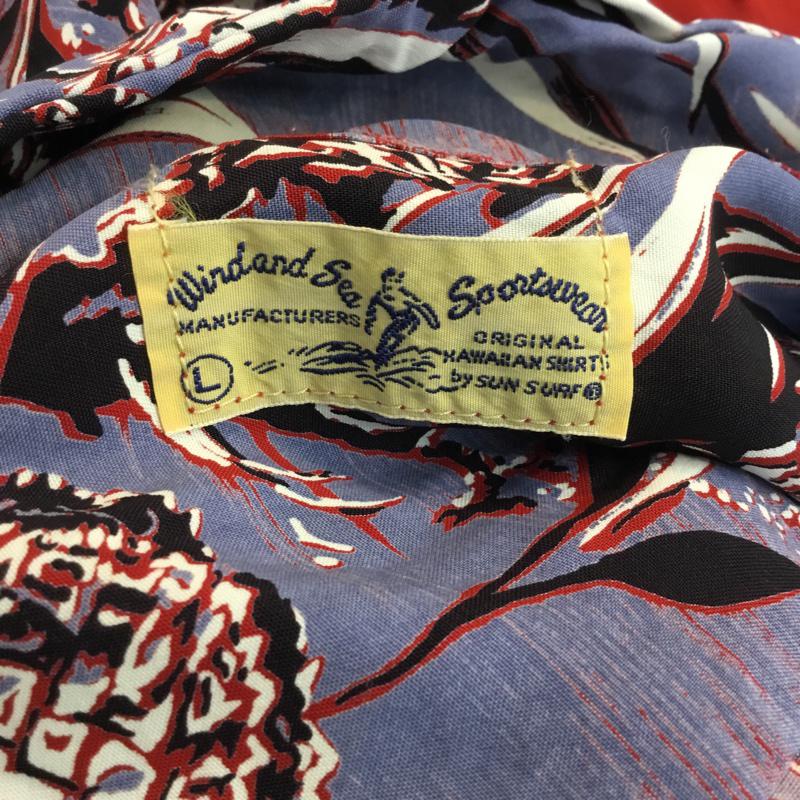 Wind and Sea Sportswear
MANUFACTURERS
ORIGINAL
HAWAIIAN SHIRTS
L
by SUN SURF ®